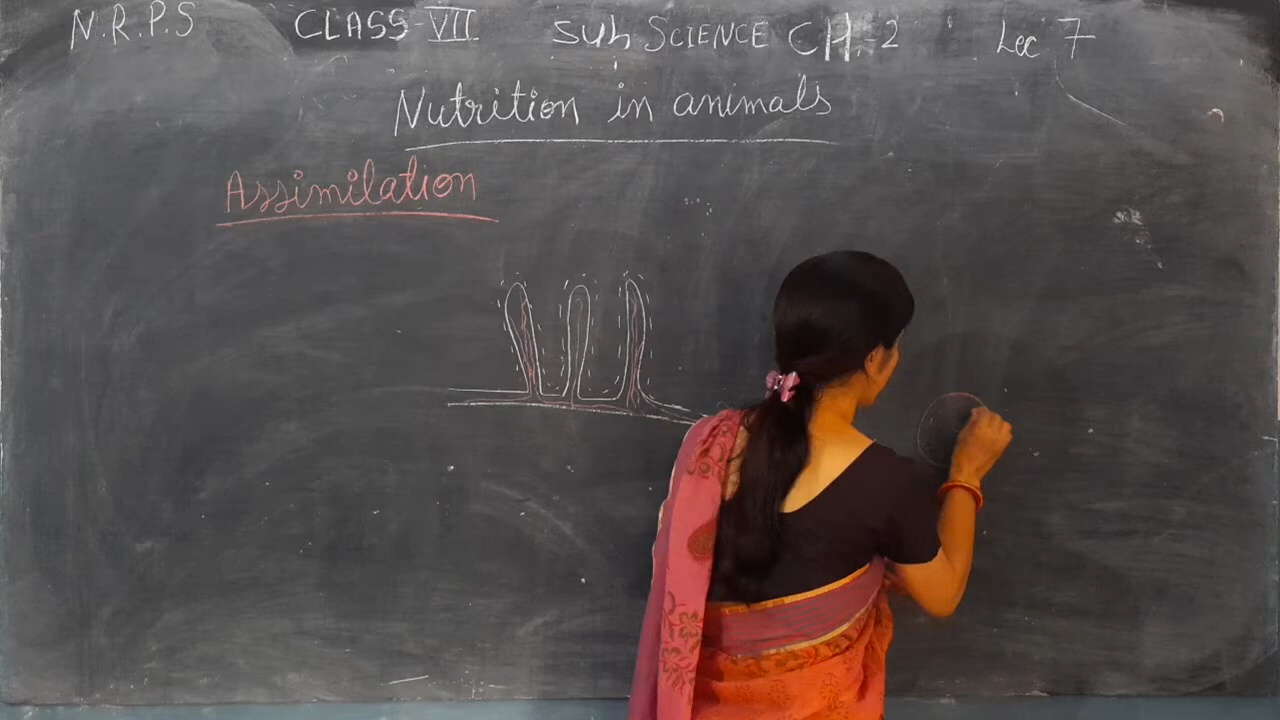 N.R.P.S CLASS-VII Sub SCIENCE CH.-2 Lec 7
Nutrition in animals
Assimilation